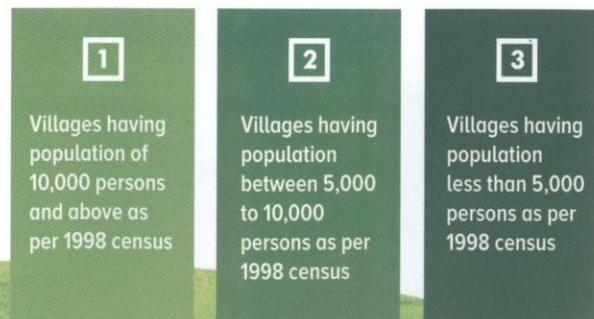 1
Villages having
population of
10,000 persons
and above as
per 1998 census
2
Villages having
population
between 5,000
to 10,000
persons as per
1998 census
3
Villages having
population
less than 5,000
persons as per
1998 census